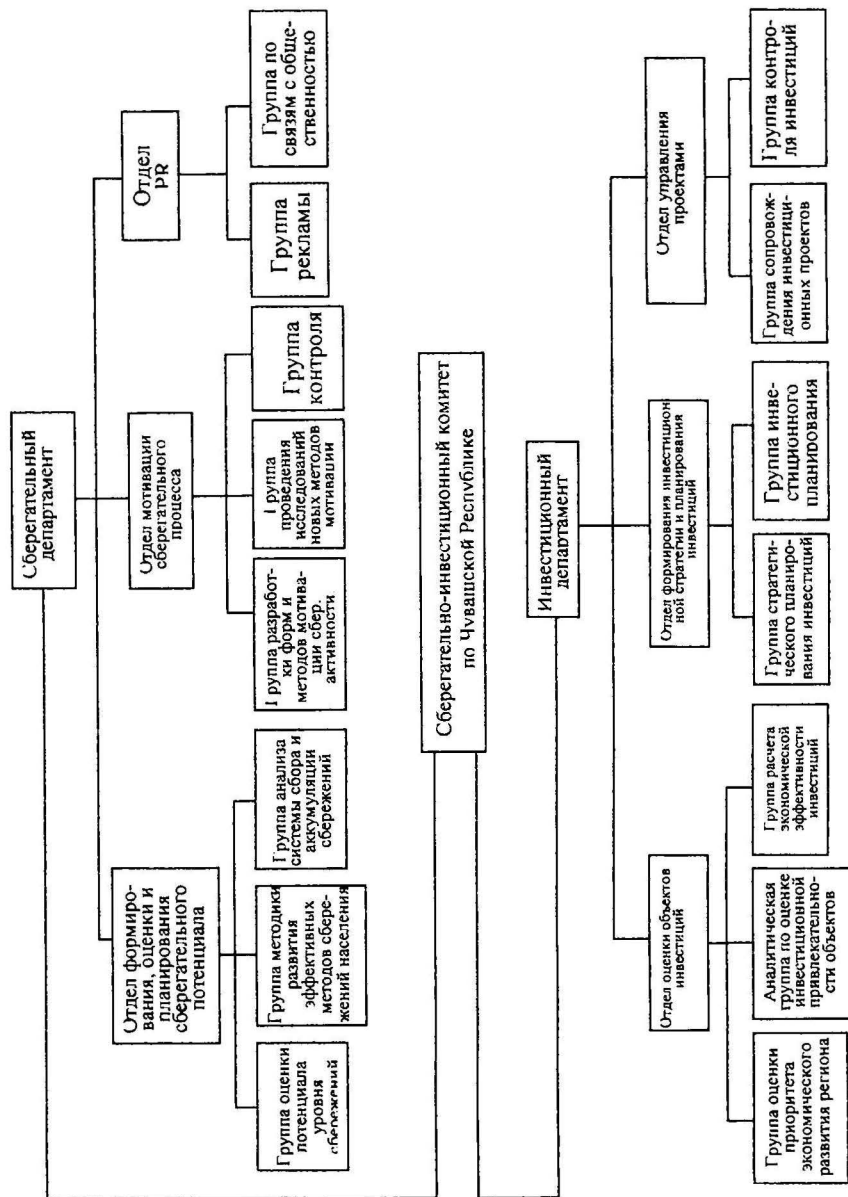 Сберегательный
департамент
Отдел формиро-
вания, оценки и
планирования
сберегательного
потенциала
Отдел мотивации
сберегательного
процесса
Отдел
PR
Группа оценки
потенциала
уровня
сбережений
Группа методики
развития
эффективных
методов сбере-
жений населения
Группа анализа
системы сбора и
аккумуляции
сбережений
Группа разработ-
ки форм и
методов мотива-
ции сбер.
активности
Группа
проведения
исследований
новых методов
мотивации
Группа
контроля
Группа
рекламы
Группа по
связям с обще-
ственностью
Сберегательно-инвестиционный комитет
по Чувашской Республике
Инвестиционный
департамент
Отдел оценки объектов
инвестиций
Отдел формирования инвестицион
ной стратегии и планирования
инвестиций
Отдел управления
проектами
Группа оценки
приоритета
экономического
развития региона
Аналитическая
группа по оценке
инвестиционной
привлекательно-
сти объектов
Группа расчета
экономической
эффективности
инвестиций
Группа стратеги-
ческого планиро-
вания инвестиций
Группа инве-
стиционного
планирования
Группа сопровож-
дения инвестици-
онных проектов
Группа контро-
ля инвестиций